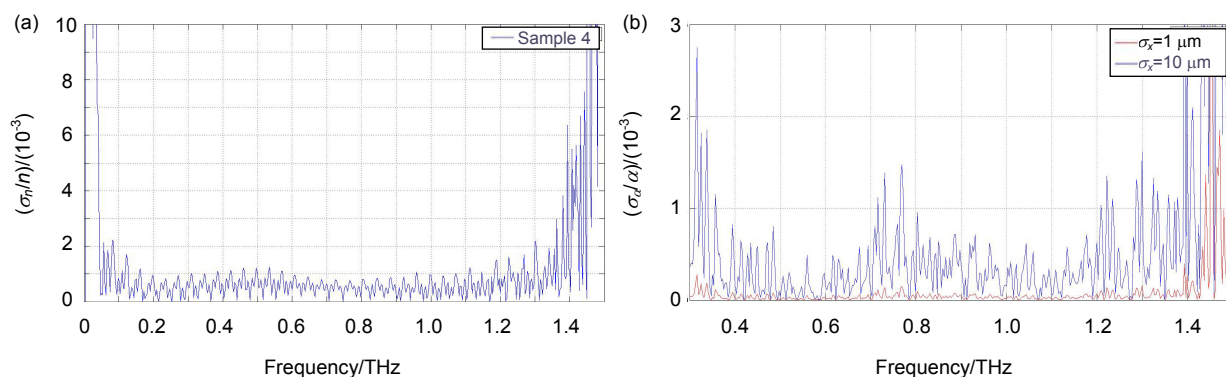 (a)
10
8
6
4
2
0
(σₙ/n)/(10⁻³)
Sample 4
0 0.2 0.4 0.6 0.8 1.0 1.2 1.4
Frequency/THz
(b)
3
2
1
0
(σ_α/α)/(10⁻³)
σₓ=1 μm
σₓ=10 μm
0.4 0.6 0.8 1.0 1.2 1.4
Frequency/THz